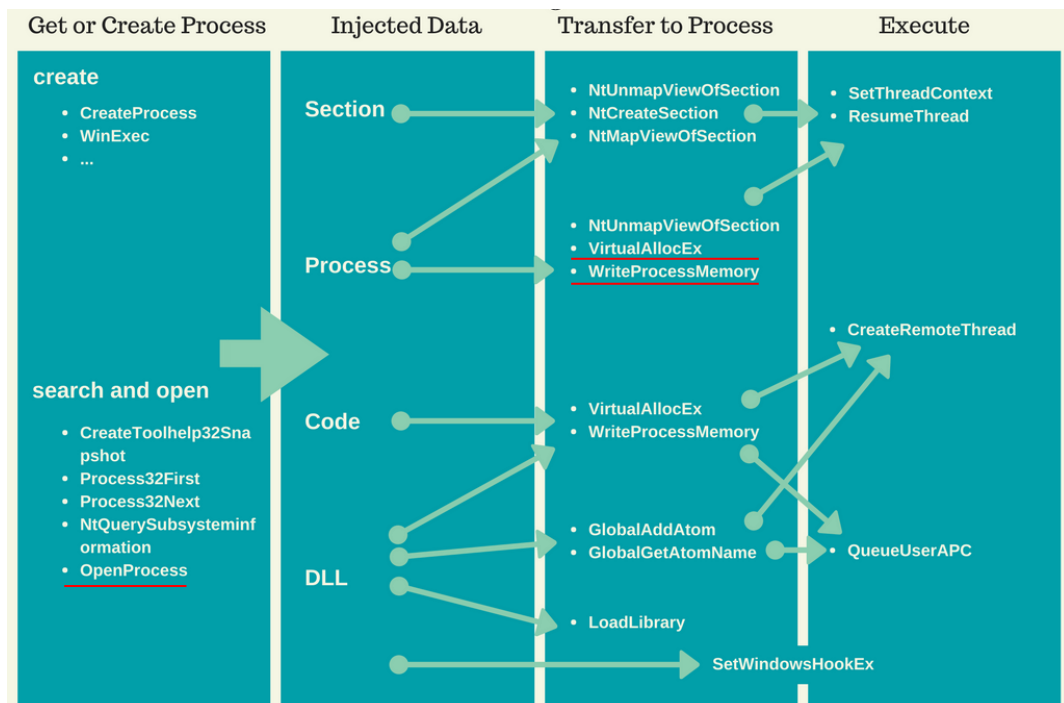 Get or Create Process
Injected Data
Transfer to Process
Execute
create
• CreateProcess
• WinExec
• ...
search and open
• CreateToolhelp32Sna
pshot
• Process32First
• Process32Next
• NtQuerySubsysteminf
ormation
• OpenProcess
Section
Process
Code
DLL
• NtUnmapViewOfSection
• NtCreateSection
• NtMapViewOfSection
• NtUnmapViewOfSection
• VirtualAllocEx
• WriteProcessMemory
• VirtualAllocEx
• WriteProcessMemory
• GlobalAddAtom
• GlobalGetAtomName
• LoadLibrary
SetWindowsHookEx
• SetThreadContext
• ResumeThread
• CreateRemoteThread
• QueueUserAPC